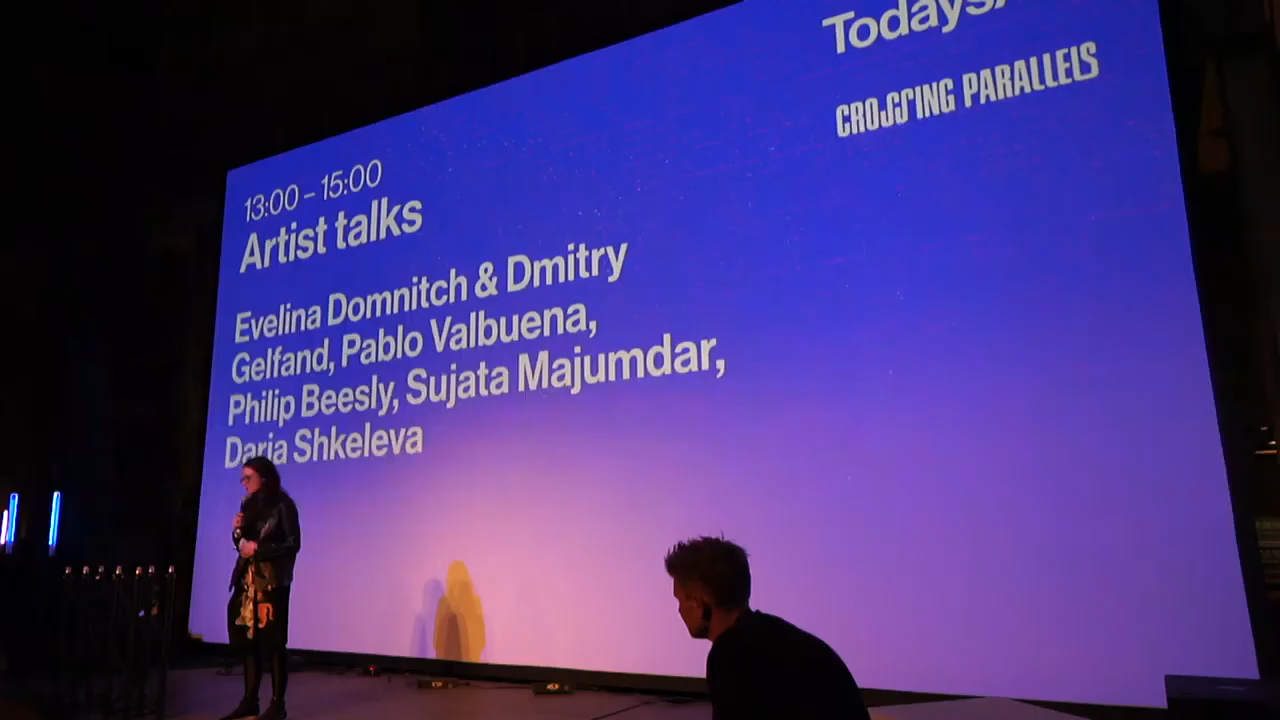 Todays/
CROSSING PARALLELS
13:00 – 15:00
Artist talks
Evelina Domnitch & Dmitry
Gelfand, Pablo Valbuena,
Philip Beesly, Sujata Majumdar,
Daria Shkeleva